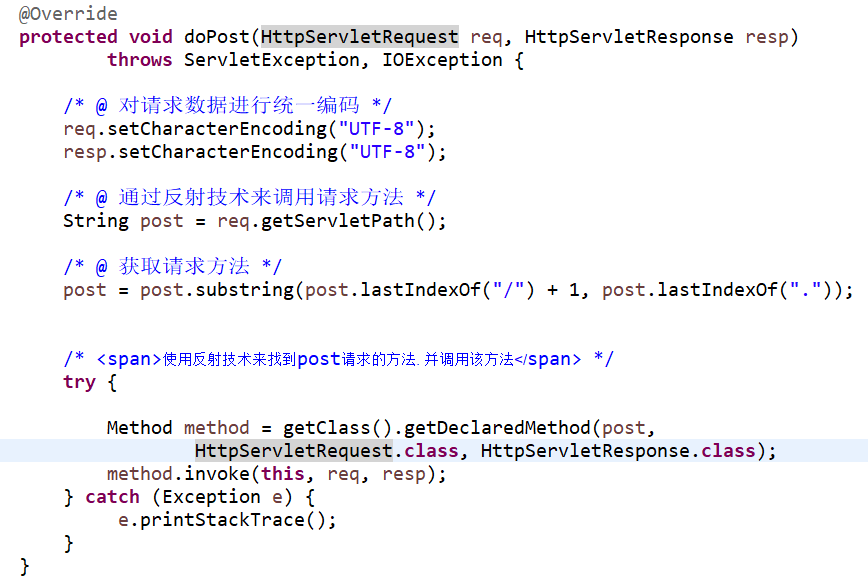 @Override
protected void doPost(HttpServletRequest req, HttpServletResponse resp)
        throws ServletException, IOException {
    /* @ 对请求数据进行统一编码 */
    req.setCharacterEncoding("UTF-8");
    resp.setCharacterEncoding("UTF-8");
    /* @ 通过反射技术来调用请求方法 */
    String post = req.getServletPath();
    /* @ 获取请求方法 */
    post = post.substring(post.lastIndexOf("/") + 1, post.lastIndexOf("."));
    /* <span>使用反射技术来找到post请求的方法.并调用该方法</span> */
    try {
        Method method = getClass().getDeclaredMethod(post,
                HttpServletRequest.class, HttpServletResponse.class);
        method.invoke(this, req, resp);
    } catch (Exception e) {
         e.printStackTrace();
    }
}